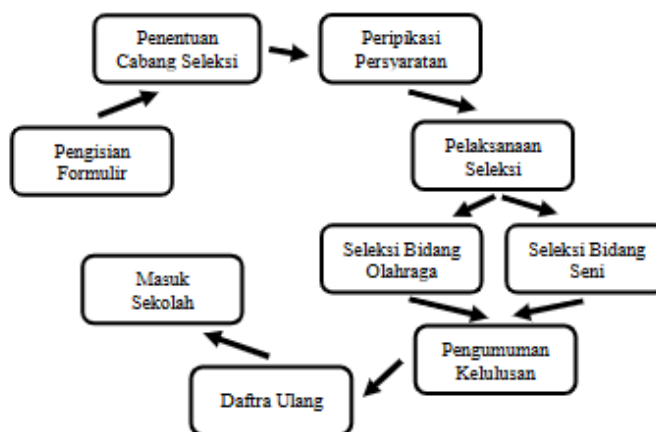 Pengisian
Formulir
Penentuan
Cabang Seleksi
Peripikasi
Persyaratan
Pelaksanaan
Seleksi
Seleksi Bidang
Olahraga
Seleksi Bidang
Seni
Pengumuman
Kelulusan
Daftra Ulang
Masuk
Sekolah